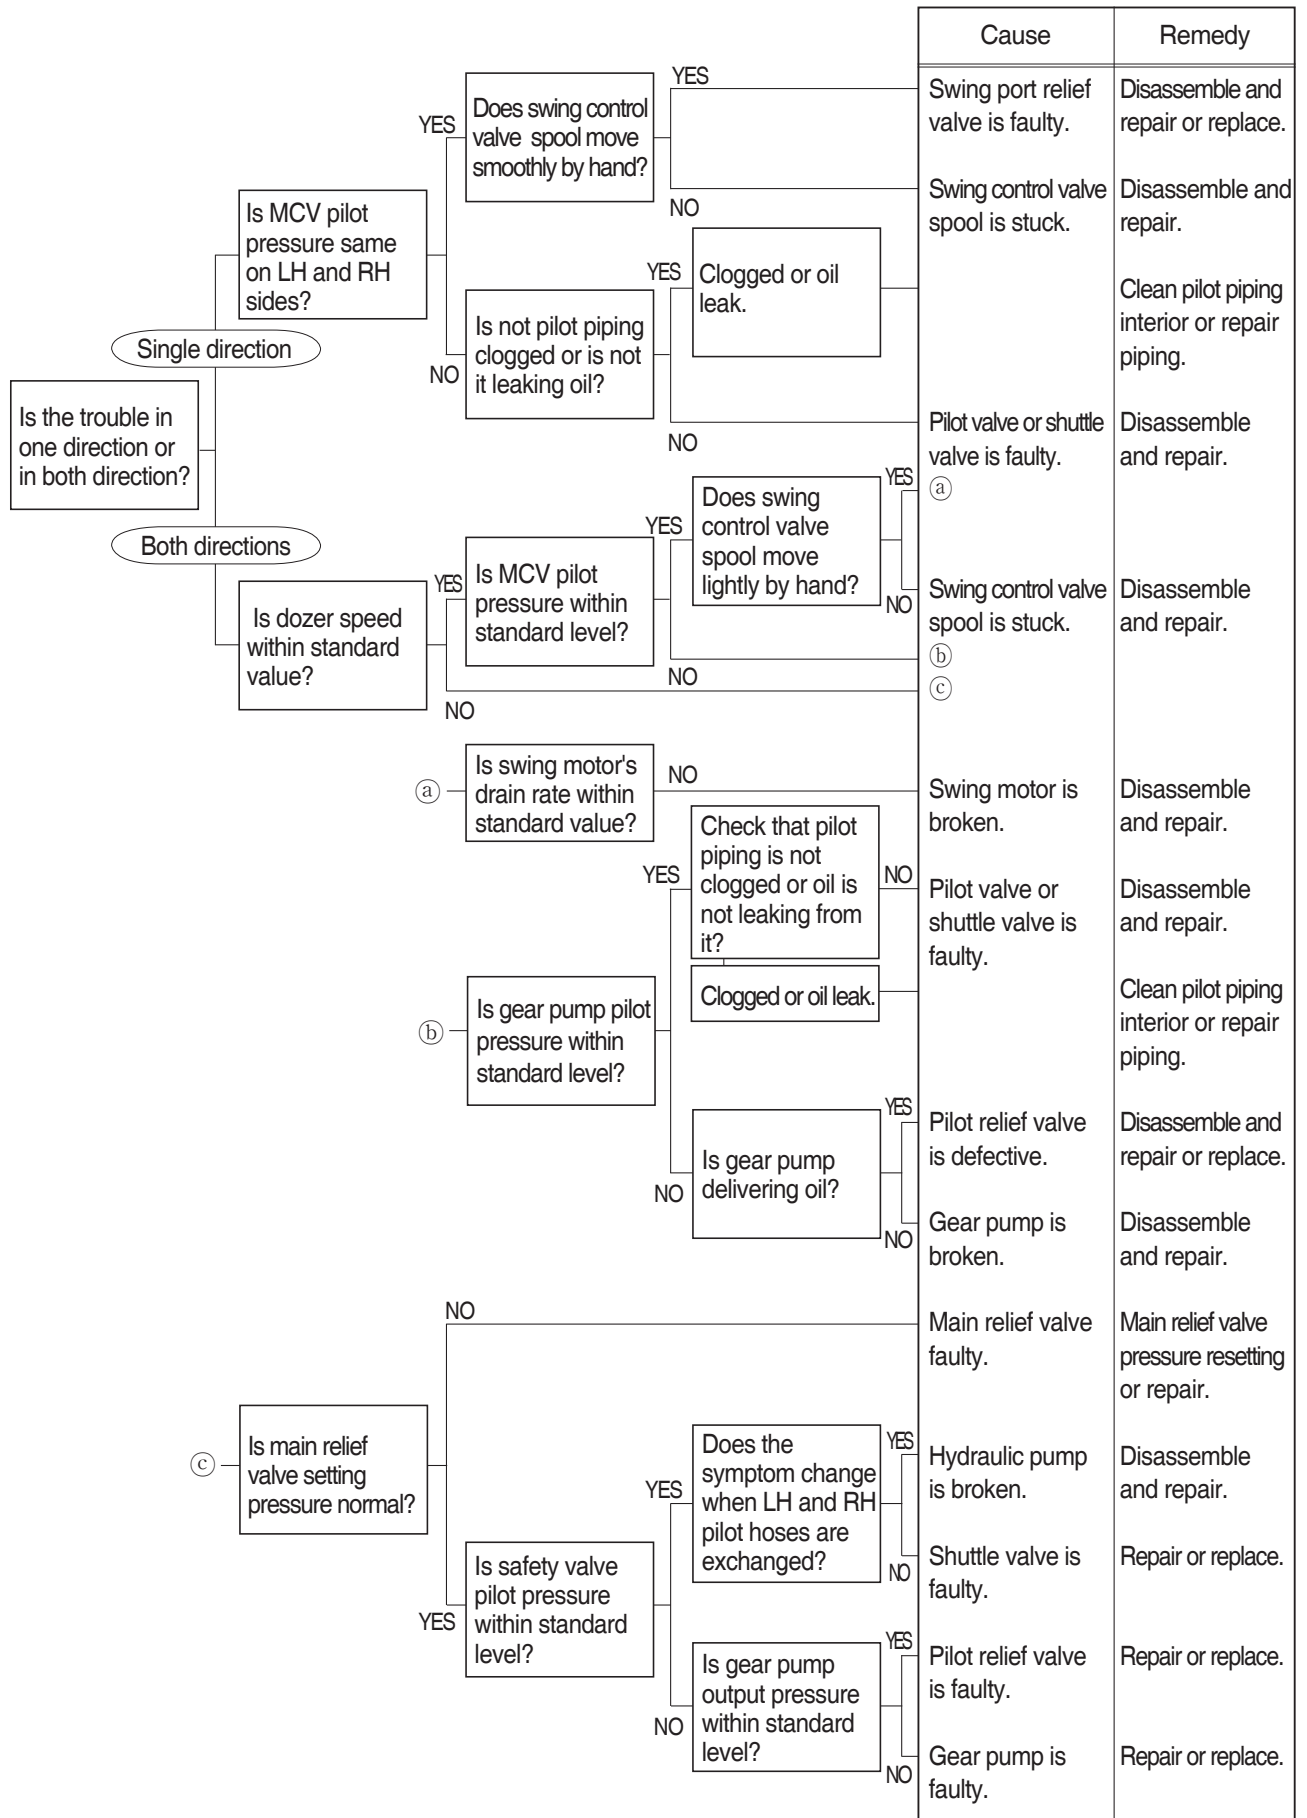 Cause
Remedy
YES
Does swing control
valve spool move
smoothly by hand?
YES
Swing port relief
valve is faulty.
Disassemble and
repair or replace.
NO
Swing control valve
spool is stuck.
Disassemble and
repair.
Is MCV pilot
pressure same
on LH and RH
sides?
YES
Clogged or oil
leak.
Clean pilot piping
interior or repair
piping.
Is not pilot piping
clogged or is not
it leaking oil?
NO
Single direction
Is the trouble in
one direction or
in both direction?
NO
Pilot valve or shuttle
valve is faulty.
Disassemble
and repair.
Both directions
YES
ⓐ
Does swing
control valve
spool move
lightly by hand?
YES
Is MCV pilot
pressure within
standard level?
YES
Is dozer speed
within standard
value?
NO
Swing control valve
spool is stuck.
Disassemble
and repair.
ⓑ
NO
ⓒ
NO
ⓐ
Is swing motor's
drain rate within
standard value?
NO
Swing motor is
broken.
Disassemble
and repair.
Check that pilot
piping is not
clogged or oil is
not leaking from
it?
YES
NO
Pilot valve or
shuttle valve is
faulty.
Disassemble
and repair.
Clogged or oil leak.
Clean pilot piping
interior or repair
piping.
ⓑ
Is gear pump pilot
pressure within
standard level?
YES
Pilot relief valve
is defective.
Disassemble and
repair or replace.
NO
Is gear pump
delivering oil?
NO
Gear pump is
broken.
Disassemble
and repair.
NO
Main relief valve
faulty.
Main relief valve
pressure resetting
or repair.
ⓒ
Is main relief
valve setting
pressure normal?
Does the
symptom change
when LH and RH
pilot hoses are
exchanged?
YES
YES
Hydraulic pump
is broken.
Disassemble
and repair.
NO
Shuttle valve is
faulty.
Repair or replace.
YES
Is safety valve
pilot pressure
within standard
level?
YES
Pilot relief valve
is faulty.
Repair or replace.
NO
Is gear pump
output pressure
within standard
level?
NO
Gear pump is
faulty.
Repair or replace.